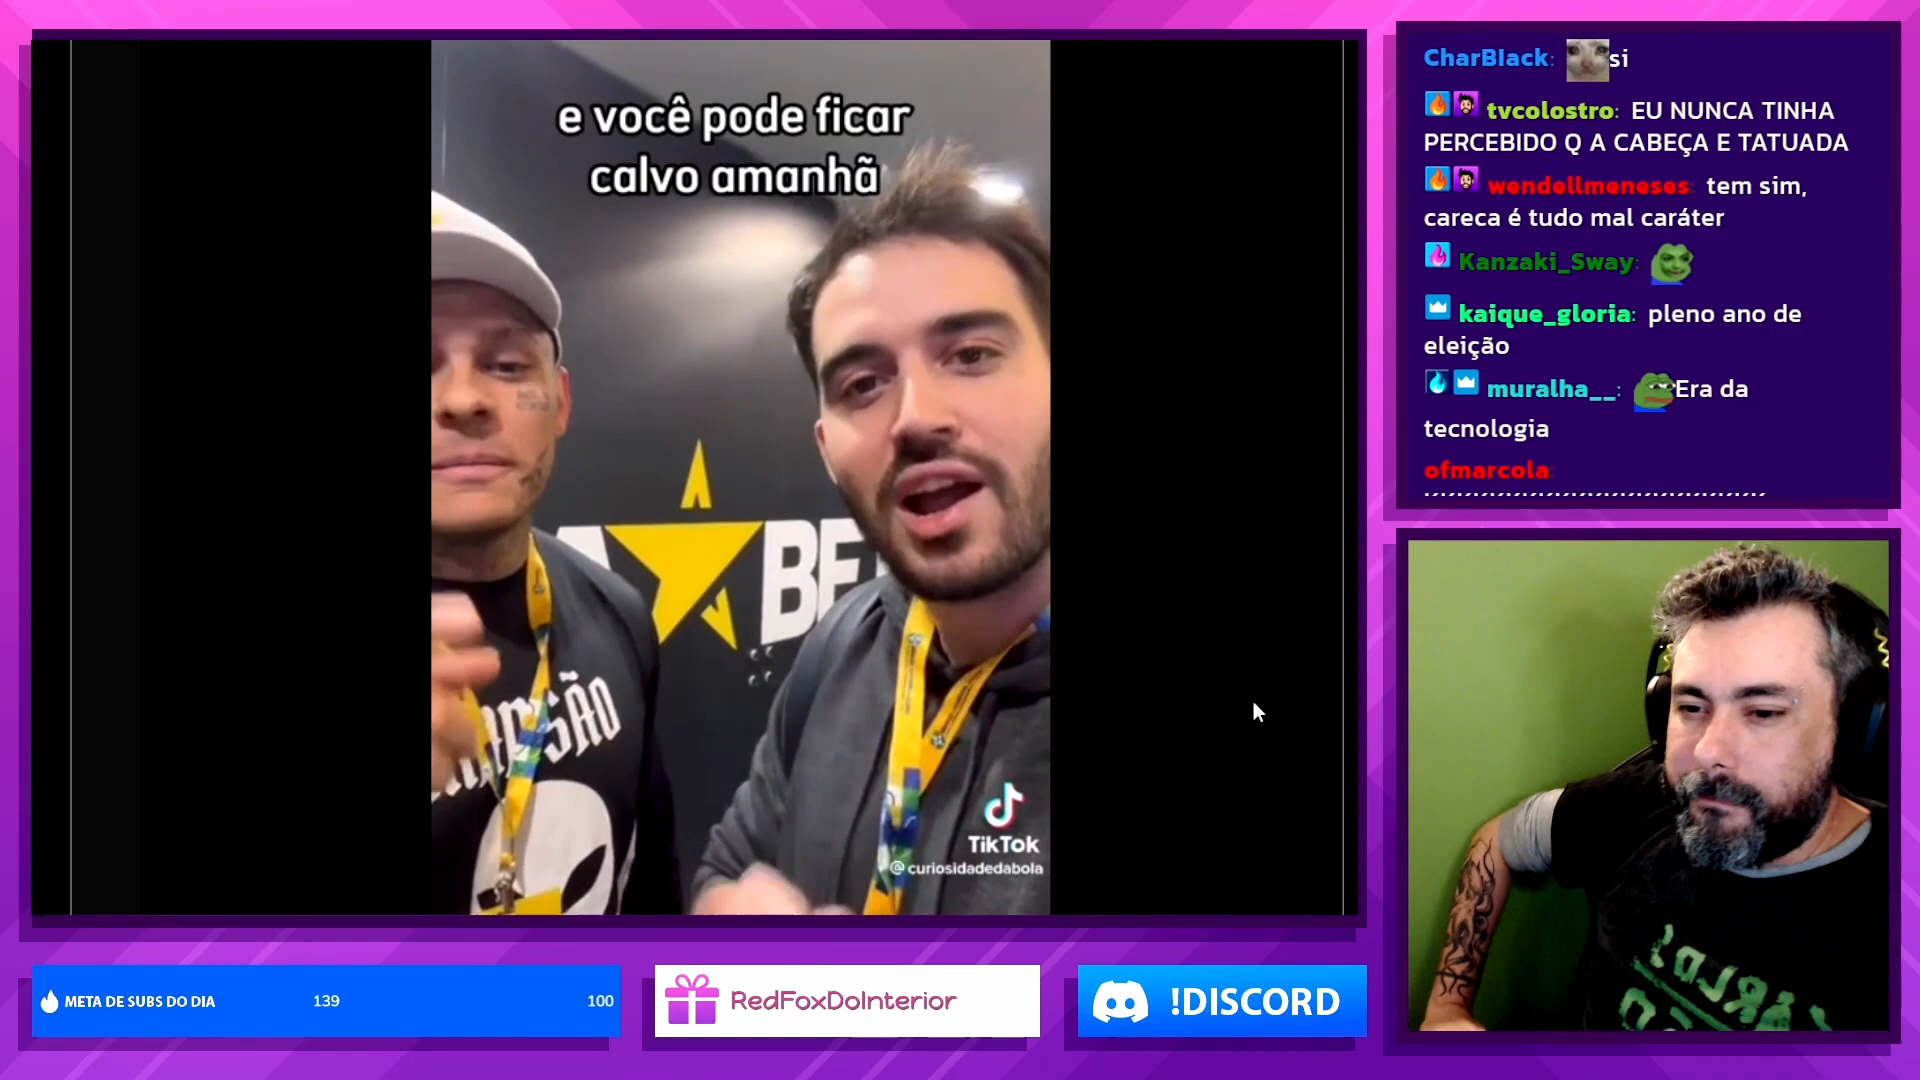 e você pode ficar
calvo amanhã
BE
TikTok
@curiosidadedabola
CharBlack: si
tvcolostro: EU NUNCA TINHA
PERCEBIDO Q A CABEÇA E TATUADA
wendellmeneses: tem sim,
careca é tudo mal caráter
Kanzaki_Sway:
kaique_gloria: pleno ano de
eleição
muralha__: Era da
tecnologia
ofmarcola:
META DE SUBS DO DIA 139 100
RedFoxDoInterior
!DISCORD